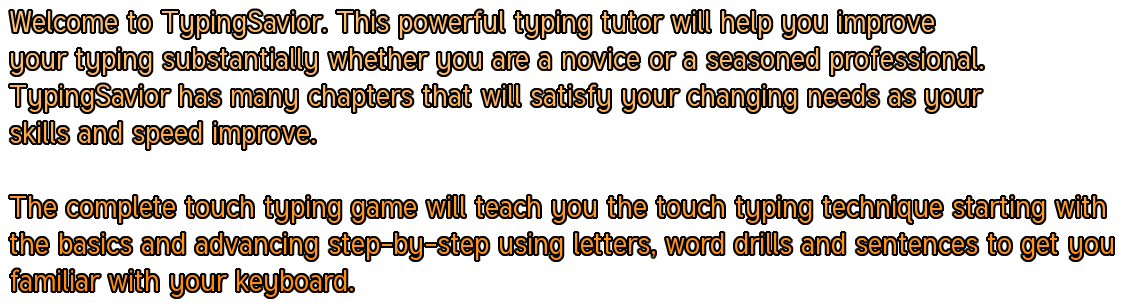 Welcome to TypingSavior. This powerful typing tutor will help you improve
your typing substantially whether you are a novice or a seasoned professional.
TypingSavior has many chapters that will satisfy your changing needs as your
skills and speed improve.
The complete touch typing game will teach you the touch typing technique starting with
the basics and advancing step-by-step using letters, word drills and sentences to get you
familiar with your keyboard.